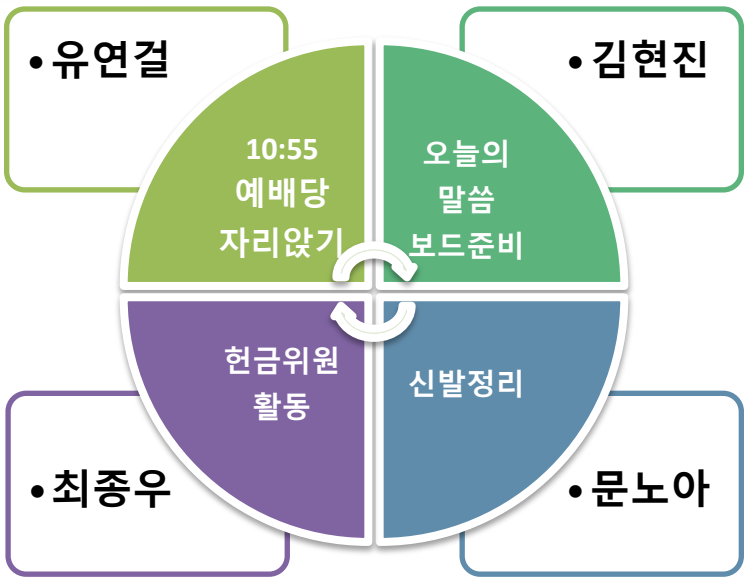 • 유연걸
• 김현진
10:55
예배당
자리앉기
오늘의
말씀
보드준비
헌금위원
활동
신발정리
• 최종우
• 문노아